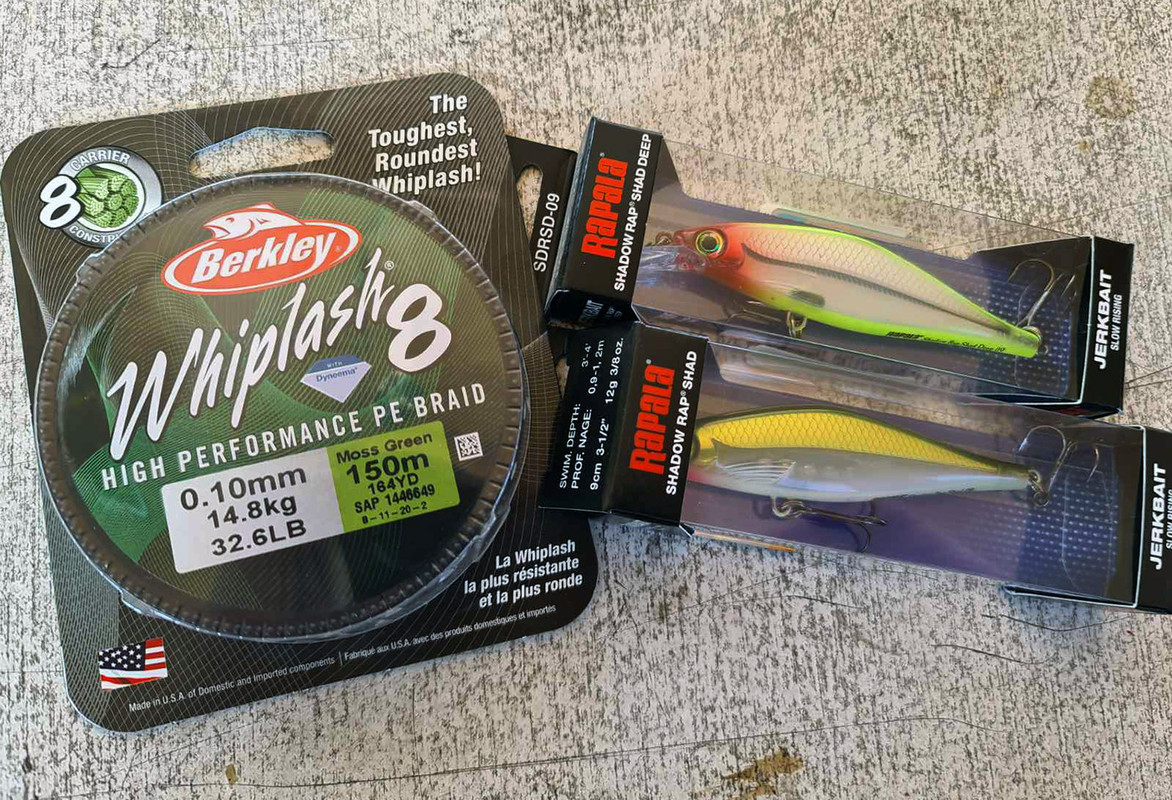 The
Toughest,
Roundest
Whiplash!
8
CARRIER
Berkley®
Whiplash® 8
WITH
Dyneema®
HIGH PERFORMANCE PE BRAID
0.10mm
14.8kg
32.6LB
Moss Green
150m
164YD
SAP 1446649
8-11-20-2
La Whiplash
la plus résistante
et la plus ronde
Made in U.S.A. of Domestic and Imported components | Fabriqué aux U.S.A. avec des produits domestiques et importés
SDRSD-09
RAPALA®
SHADOW RAP® SHAD DEEP
JERKBAIT
RAPALA
JERKBAIT
SLOW RISING
SWIM. DEPTH: 3'-4'
PROF. NAGE: 0,9-1, 2m
9cm 3-1/2" 12g 3/8 oz.
RAPALA®
SHADOW RAP® SHAD
JERKBAIT